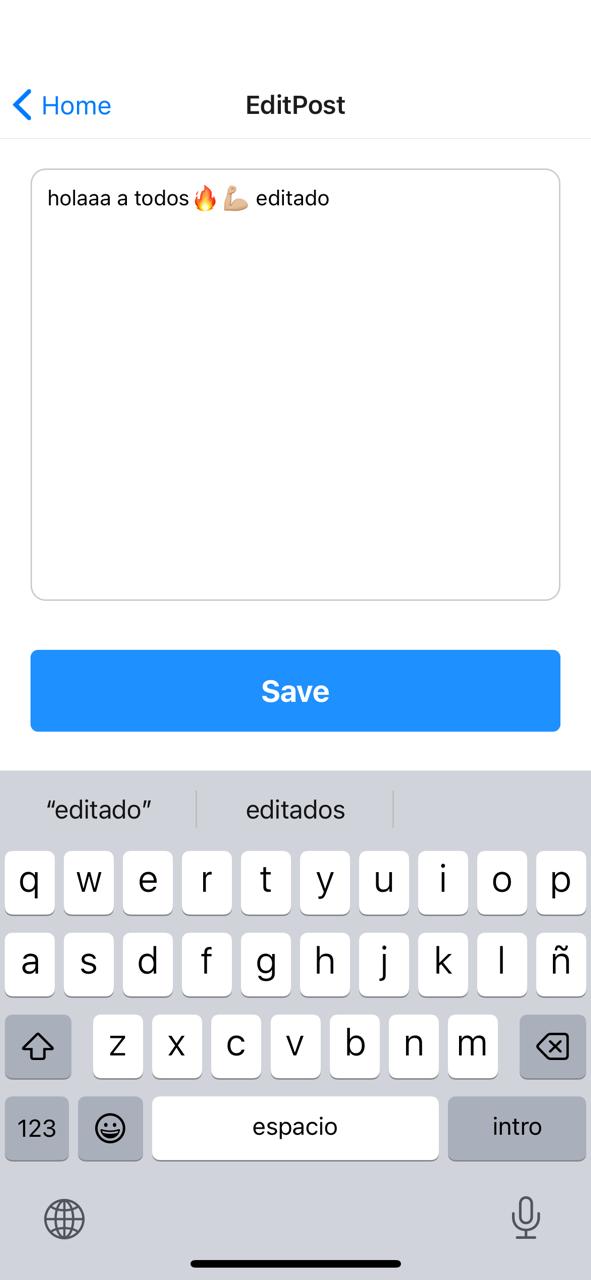 Home
EditPost
holaaa a todos🔥💪🏼 editado
Save
“editado” editados
q w e r t y u i o p
a s d f g h j k l ñ
z x c v b n m
123 espacio intro